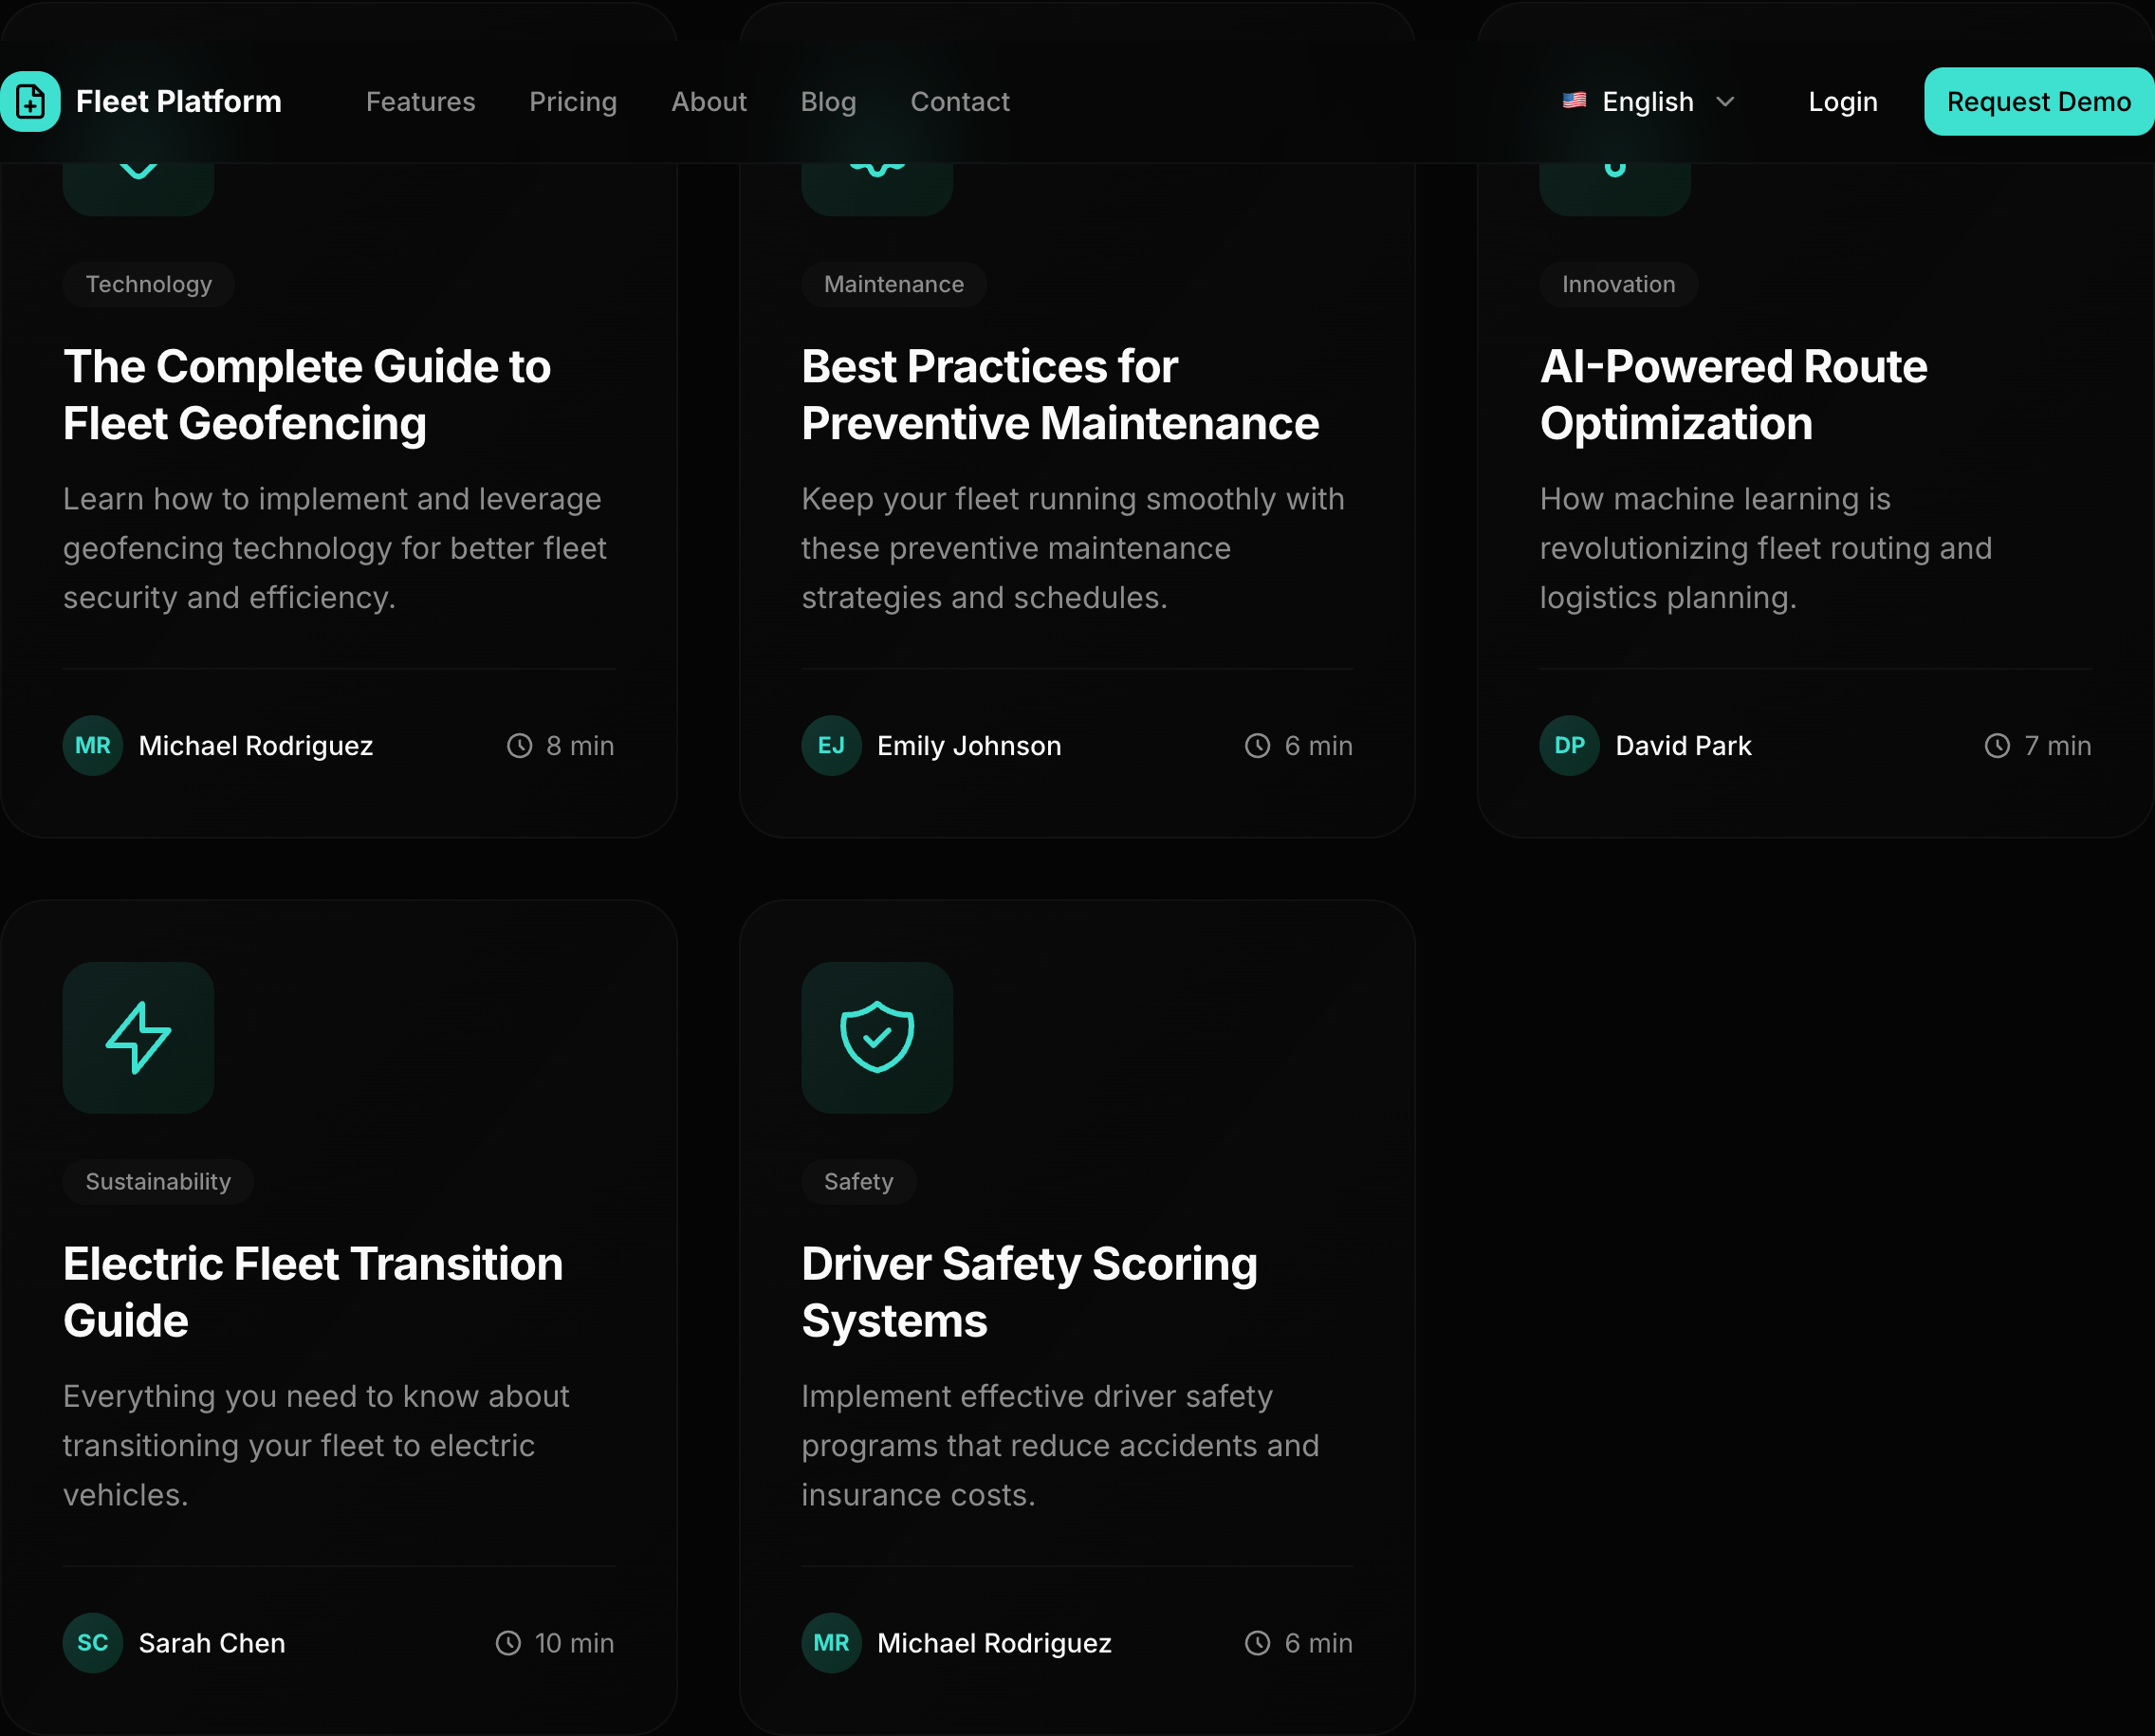 Fleet Platform
Features
Pricing
About
Blog
Contact
English
Login
Request Demo
Technology
The Complete Guide to
Fleet Geofencing
Learn how to implement and leverage
geofencing technology for better fleet
security and efficiency.
MR Michael Rodriguez
8 min
Maintenance
Best Practices for
Preventive Maintenance
Keep your fleet running smoothly with
these preventive maintenance
strategies and schedules.
EJ Emily Johnson
6 min
Innovation
AI-Powered Route
Optimization
How machine learning is
revolutionizing fleet routing and
logistics planning.
DP David Park
7 min
Sustainability
Electric Fleet Transition
Guide
Everything you need to know about
transitioning your fleet to electric
vehicles.
SC Sarah Chen
10 min
Safety
Driver Safety Scoring
Systems
Implement effective driver safety
programs that reduce accidents and
insurance costs.
MR Michael Rodriguez
6 min